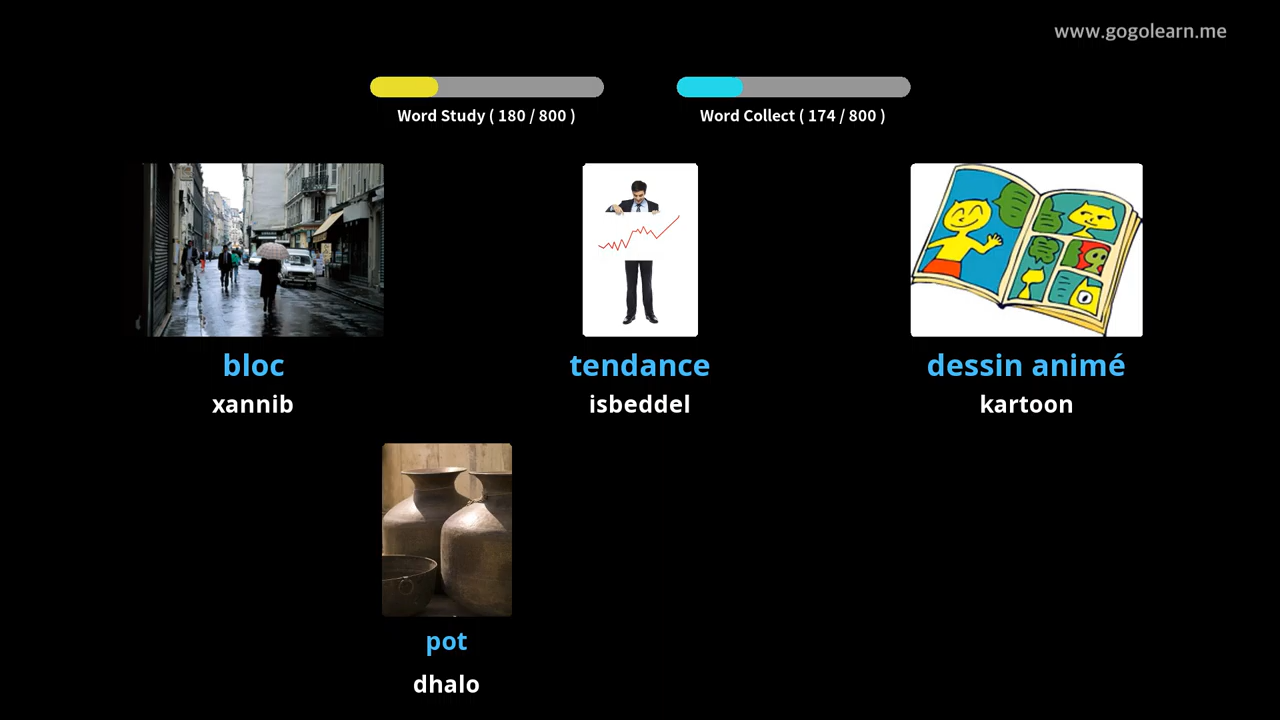 www.gogolearn.me
Word Study ( 180 / 800 )
Word Collect ( 174 / 800 )
bloc
xannib
tendance
isbeddel
dessin animé
kartoon
pot
dhalo